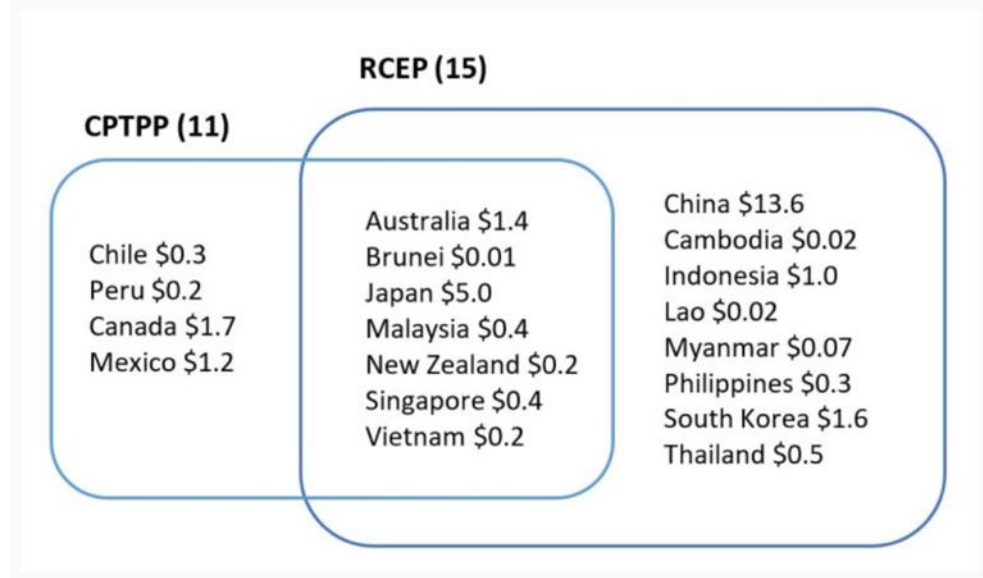 RCEP (15)
CPTPP (11)
Chile $0.3
Peru $0.2
Canada $1.7
Mexico $1.2
Australia $1.4
Brunei $0.01
Japan $5.0
Malaysia $0.4
New Zealand $0.2
Singapore $0.4
Vietnam $0.2
China $13.6
Cambodia $0.02
Indonesia $1.0
Lao $0.02
Myanmar $0.07
Philippines $0.3
South Korea $1.6
Thailand $0.5